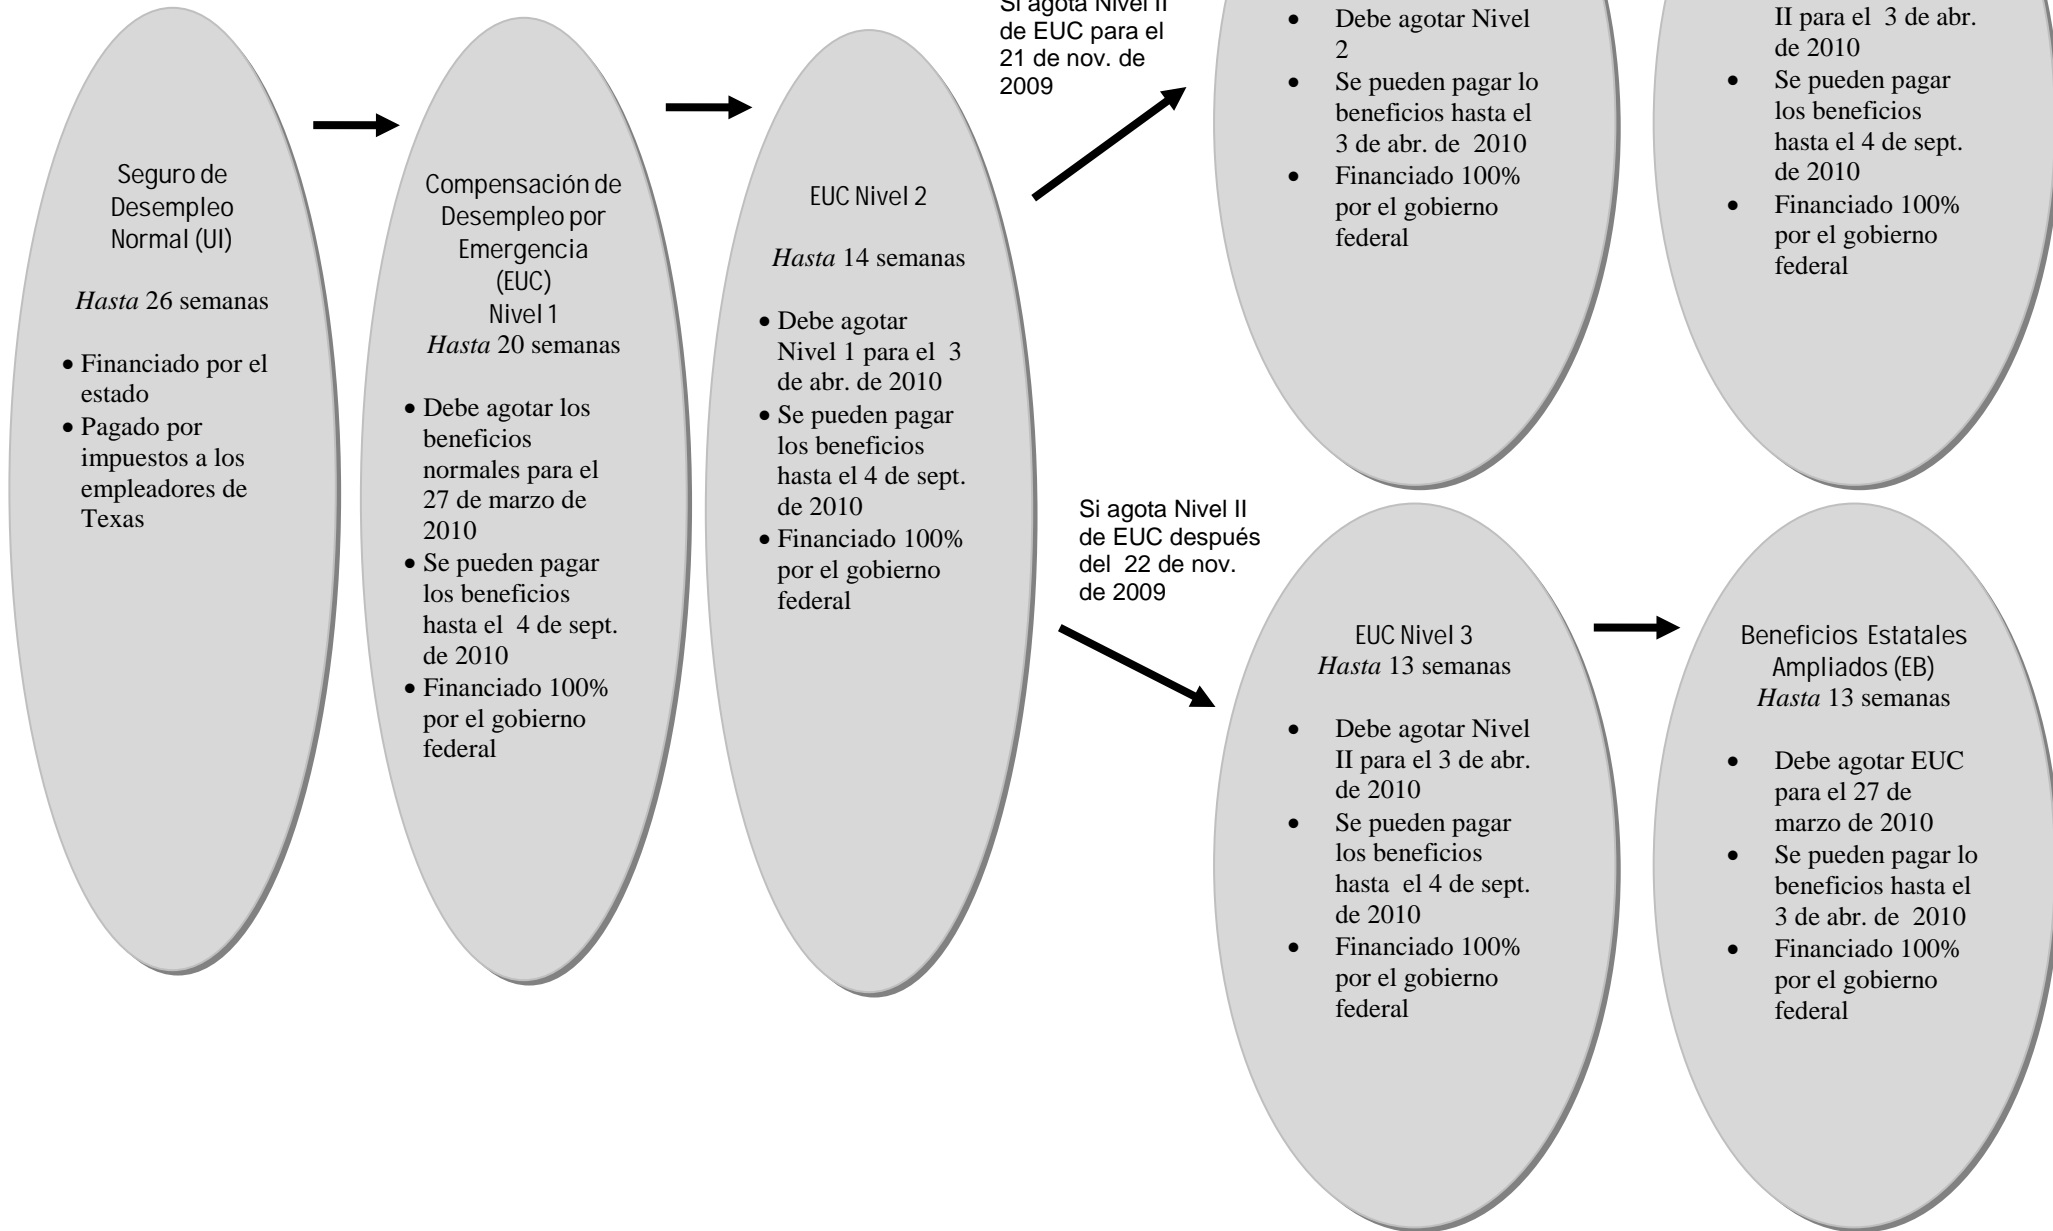 Seguro de
Desempleo
Normal (UI)
Hasta 26 semanas
• Financiado por el
estado
• Pagado por
impuestos a los
empleadores de
Texas
Compensación de
Desempleo por
Emergencia
(EUC)
Nivel 1
Hasta 20 semanas
• Debe agotar los
beneficios
normales para el
27 de marzo de
2010
• Se pueden pagar
los beneficios
hasta el 4 de sept.
de 2010
• Financiado 100%
por el gobierno
federal
EUC Nivel 2
Hasta 14 semanas
• Debe agotar
Nivel 1 para el 3
de abr. de 2010
• Se pueden pagar
los beneficios
hasta el 4 de sept.
de 2010
• Financiado 100%
por el gobierno
federal
Si agota Nivel II
de EUC para el
21 de nov. de
2009
• Debe agotar Nivel
2
• Se pueden pagar lo
beneficios hasta el
3 de abr. de 2010
• Financiado 100%
por el gobierno
federal
II para el 3 de abr.
de 2010
• Se pueden pagar
los beneficios
hasta el 4 de sept.
de 2010
• Financiado 100%
por el gobierno
federal
Si agota Nivel II
de EUC después
del 22 de nov.
de 2009
EUC Nivel 3
Hasta 13 semanas
• Debe agotar Nivel
II para el 3 de abr.
de 2010
• Se pueden pagar
los beneficios
hasta el 4 de sept.
de 2010
• Financiado 100%
por el gobierno
federal
Beneficios Estatales
Ampliados (EB)
Hasta 13 semanas
• Debe agotar EUC
para el 27 de
marzo de 2010
• Se pueden pagar lo
beneficios hasta el
3 de abr. de 2010
• Financiado 100%
por el gobierno
federal